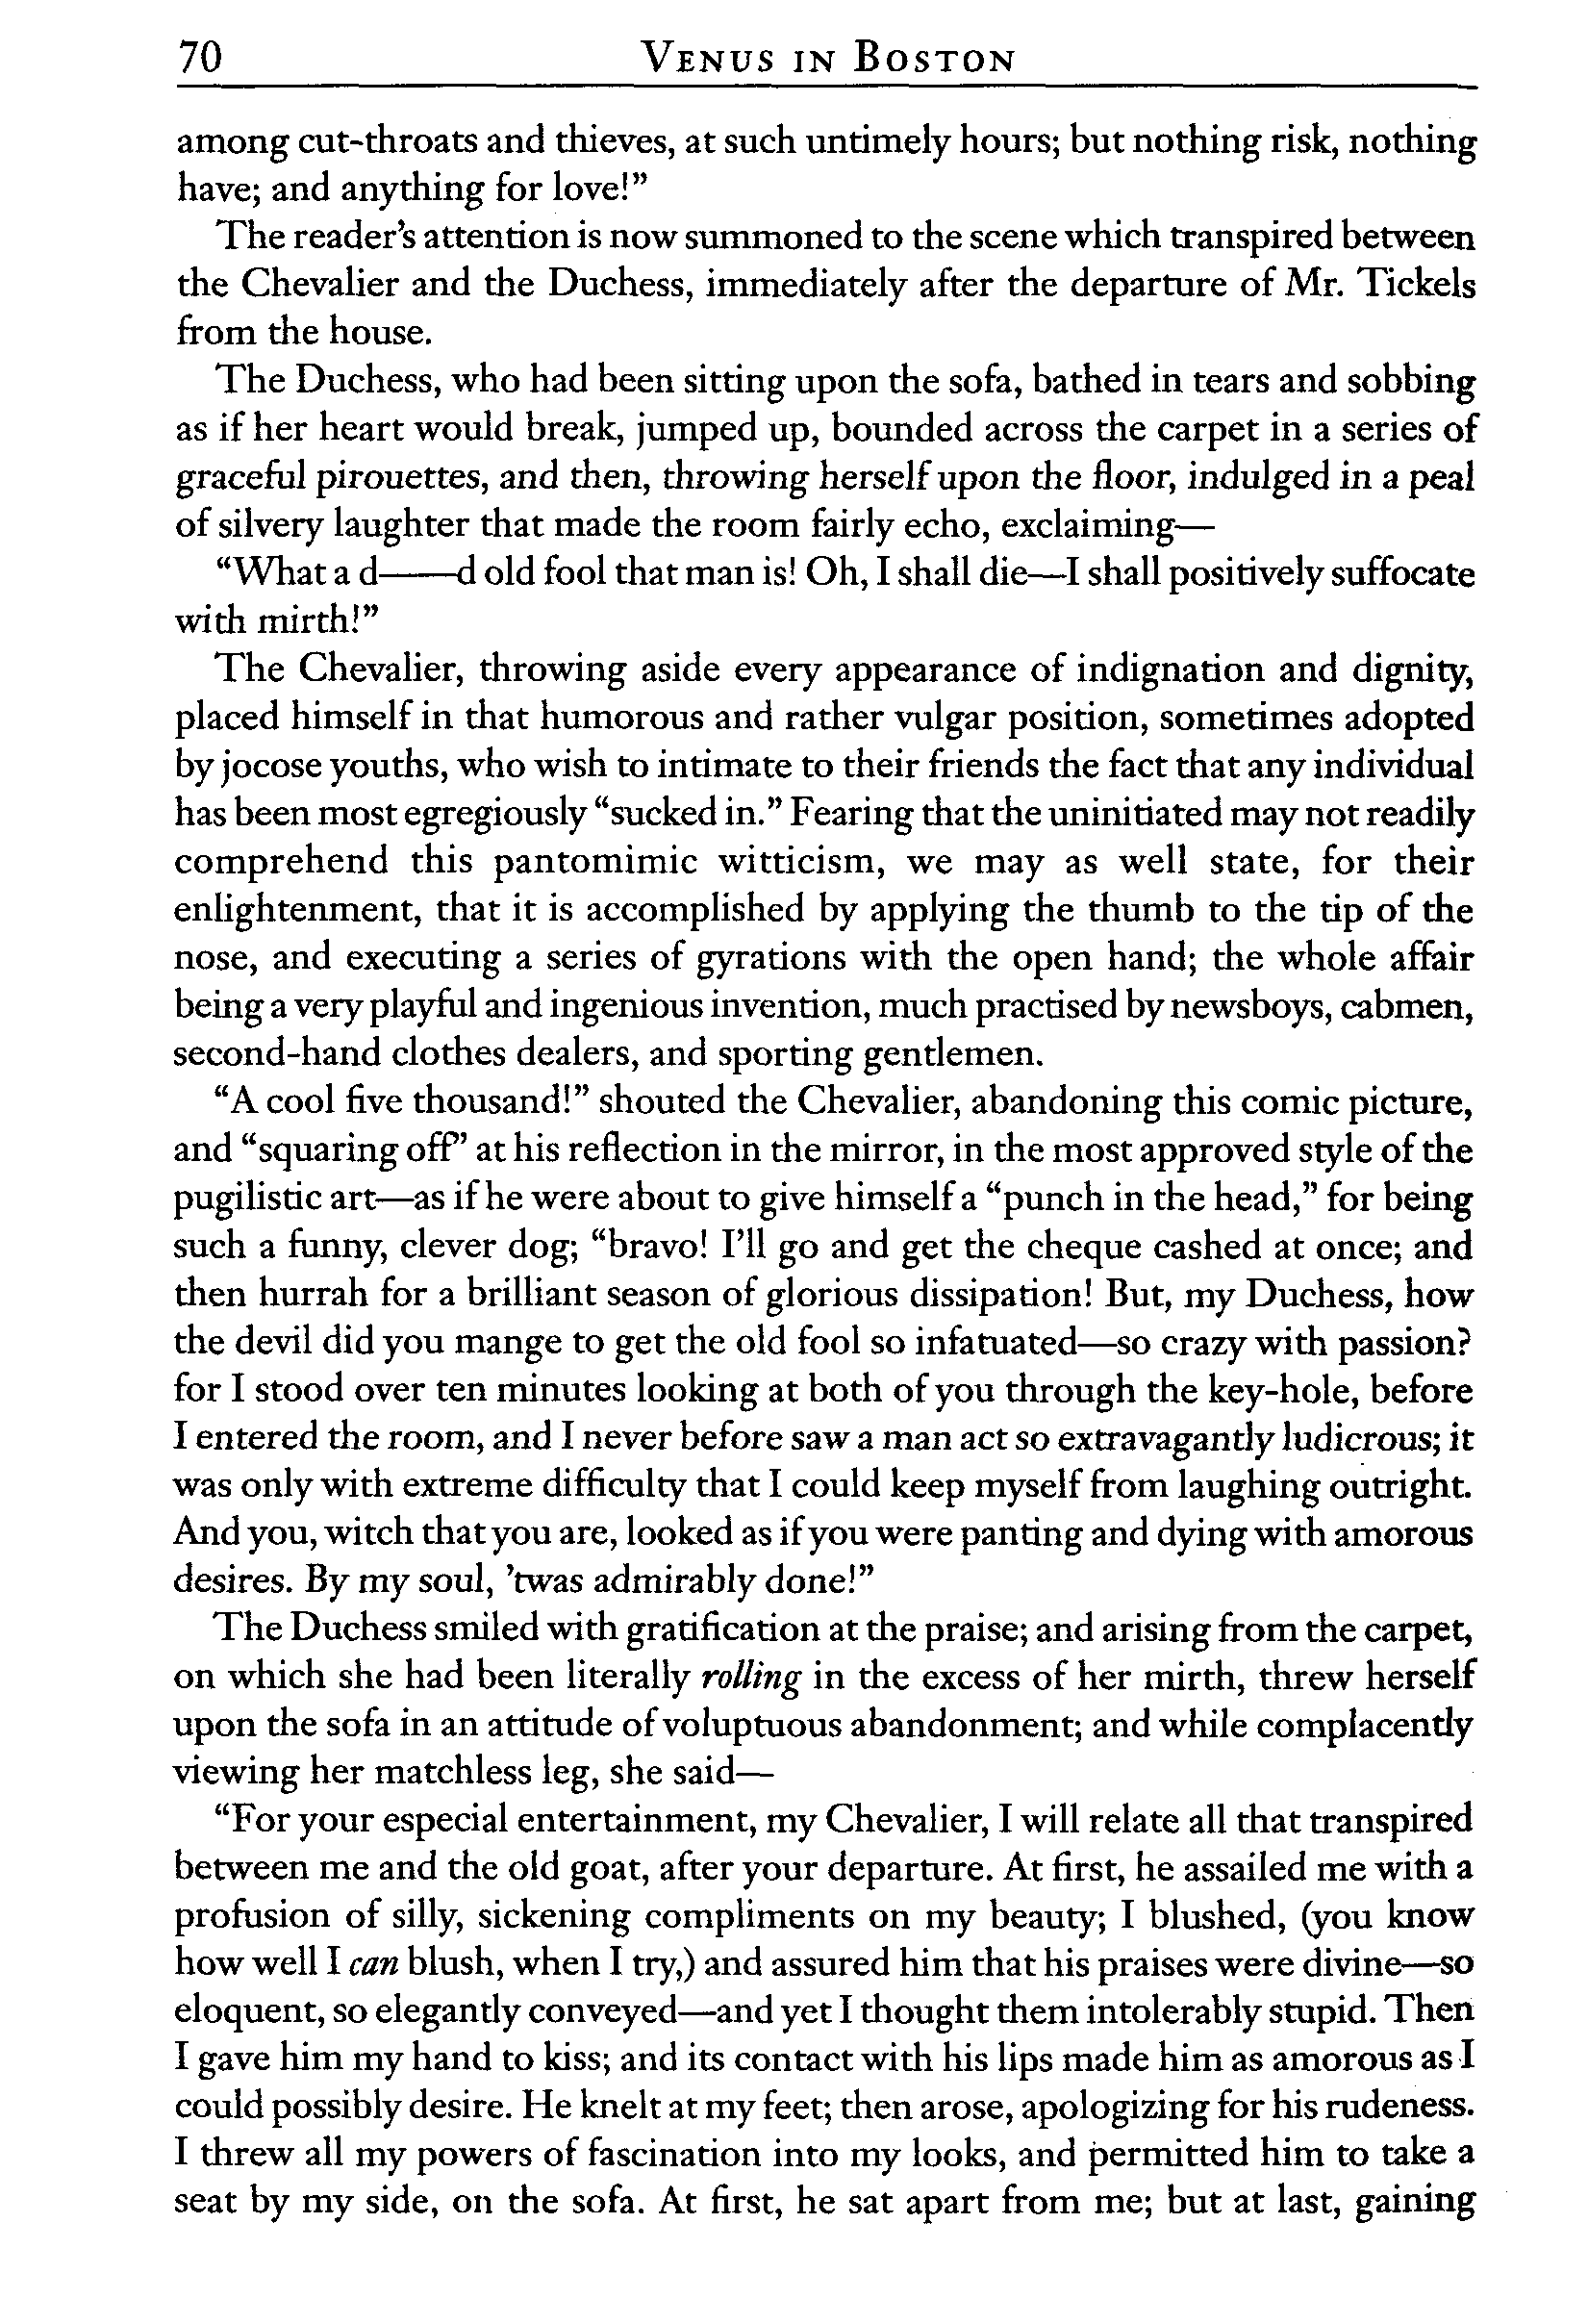 70 VENUS IN BOSTON
among cut-throats and thieves, at such untimely hours; but nothing risk, nothing
have; and anything for love!”
The reader’s attention is now summoned to the scene which transpired between
the Chevalier and the Duchess, immediately after the departure of Mr. Tickels
from the house.
The Duchess, who had been sitting upon the sofa, bathed in tears and sobbing
as if her heart would break, jumped up, bounded across the carpet in a series of
graceful pirouettes, and then, throwing herself upon the floor, indulged in a peal
of silvery laughter that made the room fairly echo, exclaiming—
“What a d——d old fool that man is! Oh, I shall die—I shall positively suffocate
with mirth!”
The Chevalier, throwing aside every appearance of indignation and dignity,
placed himself in that humorous and rather vulgar position, sometimes adopted
by jocose youths, who wish to intimate to their friends the fact that any individual
has been most egregiously “sucked in.” Fearing that the uninitiated may not readily
comprehend this pantomimic witticism, we may as well state, for their
enlightenment, that it is accomplished by applying the thumb to the tip of the
nose, and executing a series of gyrations with the open hand; the whole affair
being a very playful and ingenious invention, much practised by newsboys, cabmen,
second-hand clothes dealers, and sporting gentlemen.
“A cool five thousand!” shouted the Chevalier, abandoning this comic picture,
and “squaring off” at his reflection in the mirror, in the most approved style of the
pugilistic art—as if he were about to give himself a “punch in the head,” for being
such a funny, clever dog; “bravo! I’ll go and get the cheque cashed at once; and
then hurrah for a brilliant season of glorious dissipation! But, my Duchess, how
the devil did you mange to get the old fool so infatuated—so crazy with passion?
for I stood over ten minutes looking at both of you through the key-hole, before
I entered the room, and I never before saw a man act so extravagantly ludicrous; it
was only with extreme difficulty that I could keep myself from laughing outright.
And you, witch that you are, looked as if you were panting and dying with amorous
desires. By my soul, ’twas admirably done!”
The Duchess smiled with gratification at the praise; and arising from the carpet,
on which she had been literally rolling in the excess of her mirth, threw herself
upon the sofa in an attitude of voluptuous abandonment; and while complacently
viewing her matchless leg, she said—
“For your especial entertainment, my Chevalier, I will relate all that transpired
between me and the old goat, after your departure. At first, he assailed me with a
profusion of silly, sickening compliments on my beauty; I blushed, (you know
how well I can blush, when I try,) and assured him that his praises were divine—so
eloquent, so elegantly conveyed—and yet I thought them intolerably stupid. Then
I gave him my hand to kiss; and its contact with his lips made him as amorous as I
could possibly desire. He knelt at my feet; then arose, apologizing for his rudeness.
I threw all my powers of fascination into my looks, and permitted him to take a
seat by my side, on the sofa. At first, he sat apart from me; but at last, gaining